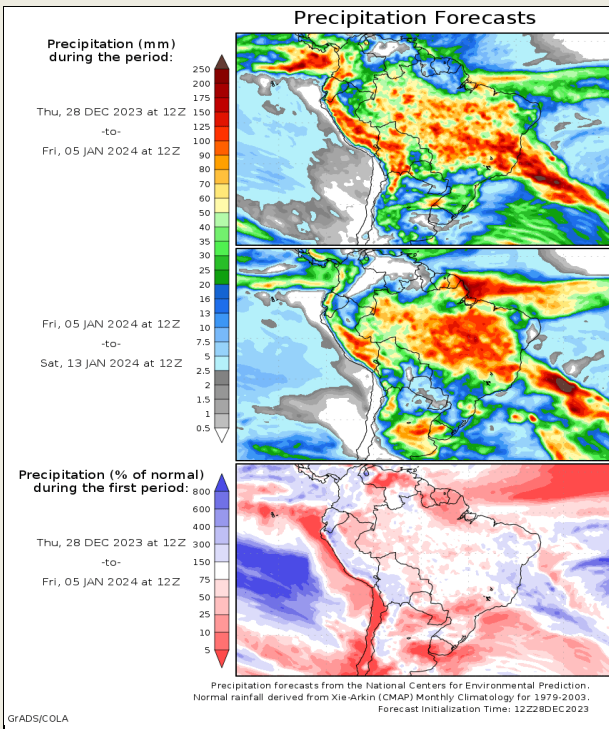 Precipitation Forecasts
Precipitation (mm)
during the period:
Thu, 28 DEC 2023 at 12Z
-to-
Fri, 05 JAN 2024 at 12Z
250
200
175
150
125
100
90
80
70
60
50
40
35
30
25
20
16
13
10
7.5
5
2.5
2
1.5
1
0.5
Fri, 05 JAN 2024 at 12Z
-to-
Sat, 13 JAN 2024 at 12Z
Precipitation (% of normal)
during the first period:
Thu, 28 DEC 2023 at 12Z
-to-
Fri, 05 JAN 2024 at 12Z
800
600
400
300
150
75
50
25
10
5
Precipitation forecasts from the National Centers for Environmental Prediction.
Normal rainfall derived from Xie-Arkin (CMAP) Monthly Climatology for 1979-2003.
Forecast Initialization Time: 12Z28DEC2023
GrADS/COLA